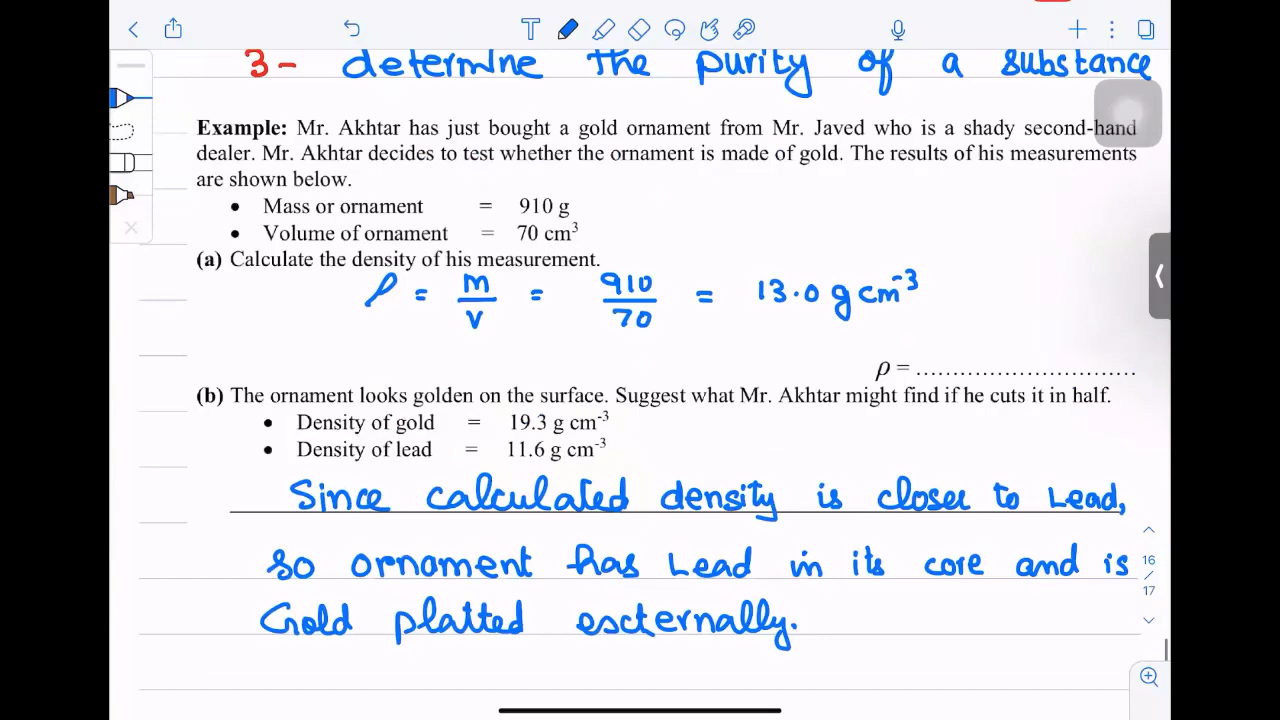 T
3- determine the purity of a substance
Example: Mr. Akhtar has just bought a gold ornament from Mr. Javed who is a shady second-hand
dealer. Mr. Akhtar decides to test whether the ornament is made of gold. The results of his measurements
are shown below.
• Mass or ornament = 910 g
• Volume of ornament = 70 cm³
(a) Calculate the density of his measurement.
ρ = m/v = 910/70 = 13.0 g cm⁻³
ρ = ..............................
(b) The ornament looks golden on the surface. Suggest what Mr. Akhtar might find if he cuts it in half.
• Density of gold = 19.3 g cm⁻³
• Density of lead = 11.6 g cm⁻³
Since calculated density is closer to Lead,
so ornament has Lead in its core and is
Gold platted externally.
16
/
17